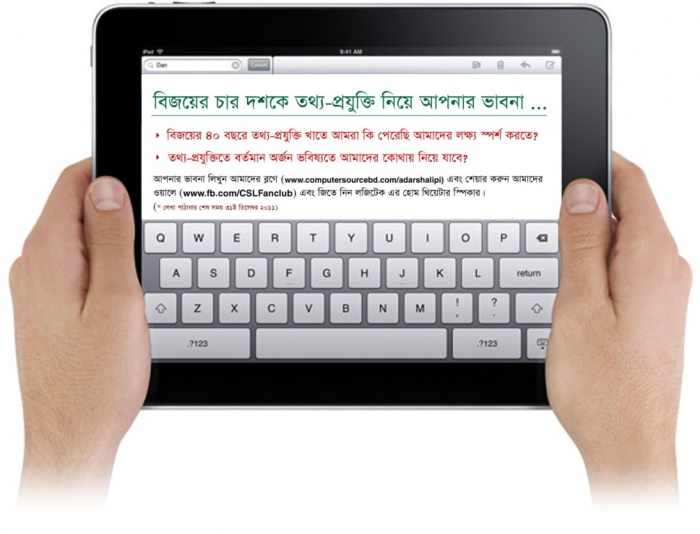 iPad 9:41 AM
Dan Cancel
বিজয়ের চার দশকে তথ্য-প্রযুক্তি নিয়ে আপনার ভাবনা ...
বিজয়ের ৪০ বছরে তথ্য-প্রযুক্তি খাতে আমরা কি পেরেছি আমাদের লক্ষ্য স্পর্শ করতে?
তথ্য-প্রযুক্তিতে বর্তমান অর্জন ভবিষ্যতে আমাদের কোথায় নিয়ে যাবে?
আপনার ভাবনা লিখুন আমাদের ব্লগে (www.computersourcebd.com/adarshalipi) এবং শেয়ার করুন আমাদের
ওয়ালে (www.fb.com/CSLFanclub) এবং জিতে নিন লজিটেক এর হোম থিয়েটার স্পিকার।
(* লেখা পাঠাবার শেষ সময় ৩১ই ডিসেম্বর ২০১১)
Q W E R T Y U I O P
A S D F G H J K L return
Z X C V B N M ! , ? .
.?123 .?123